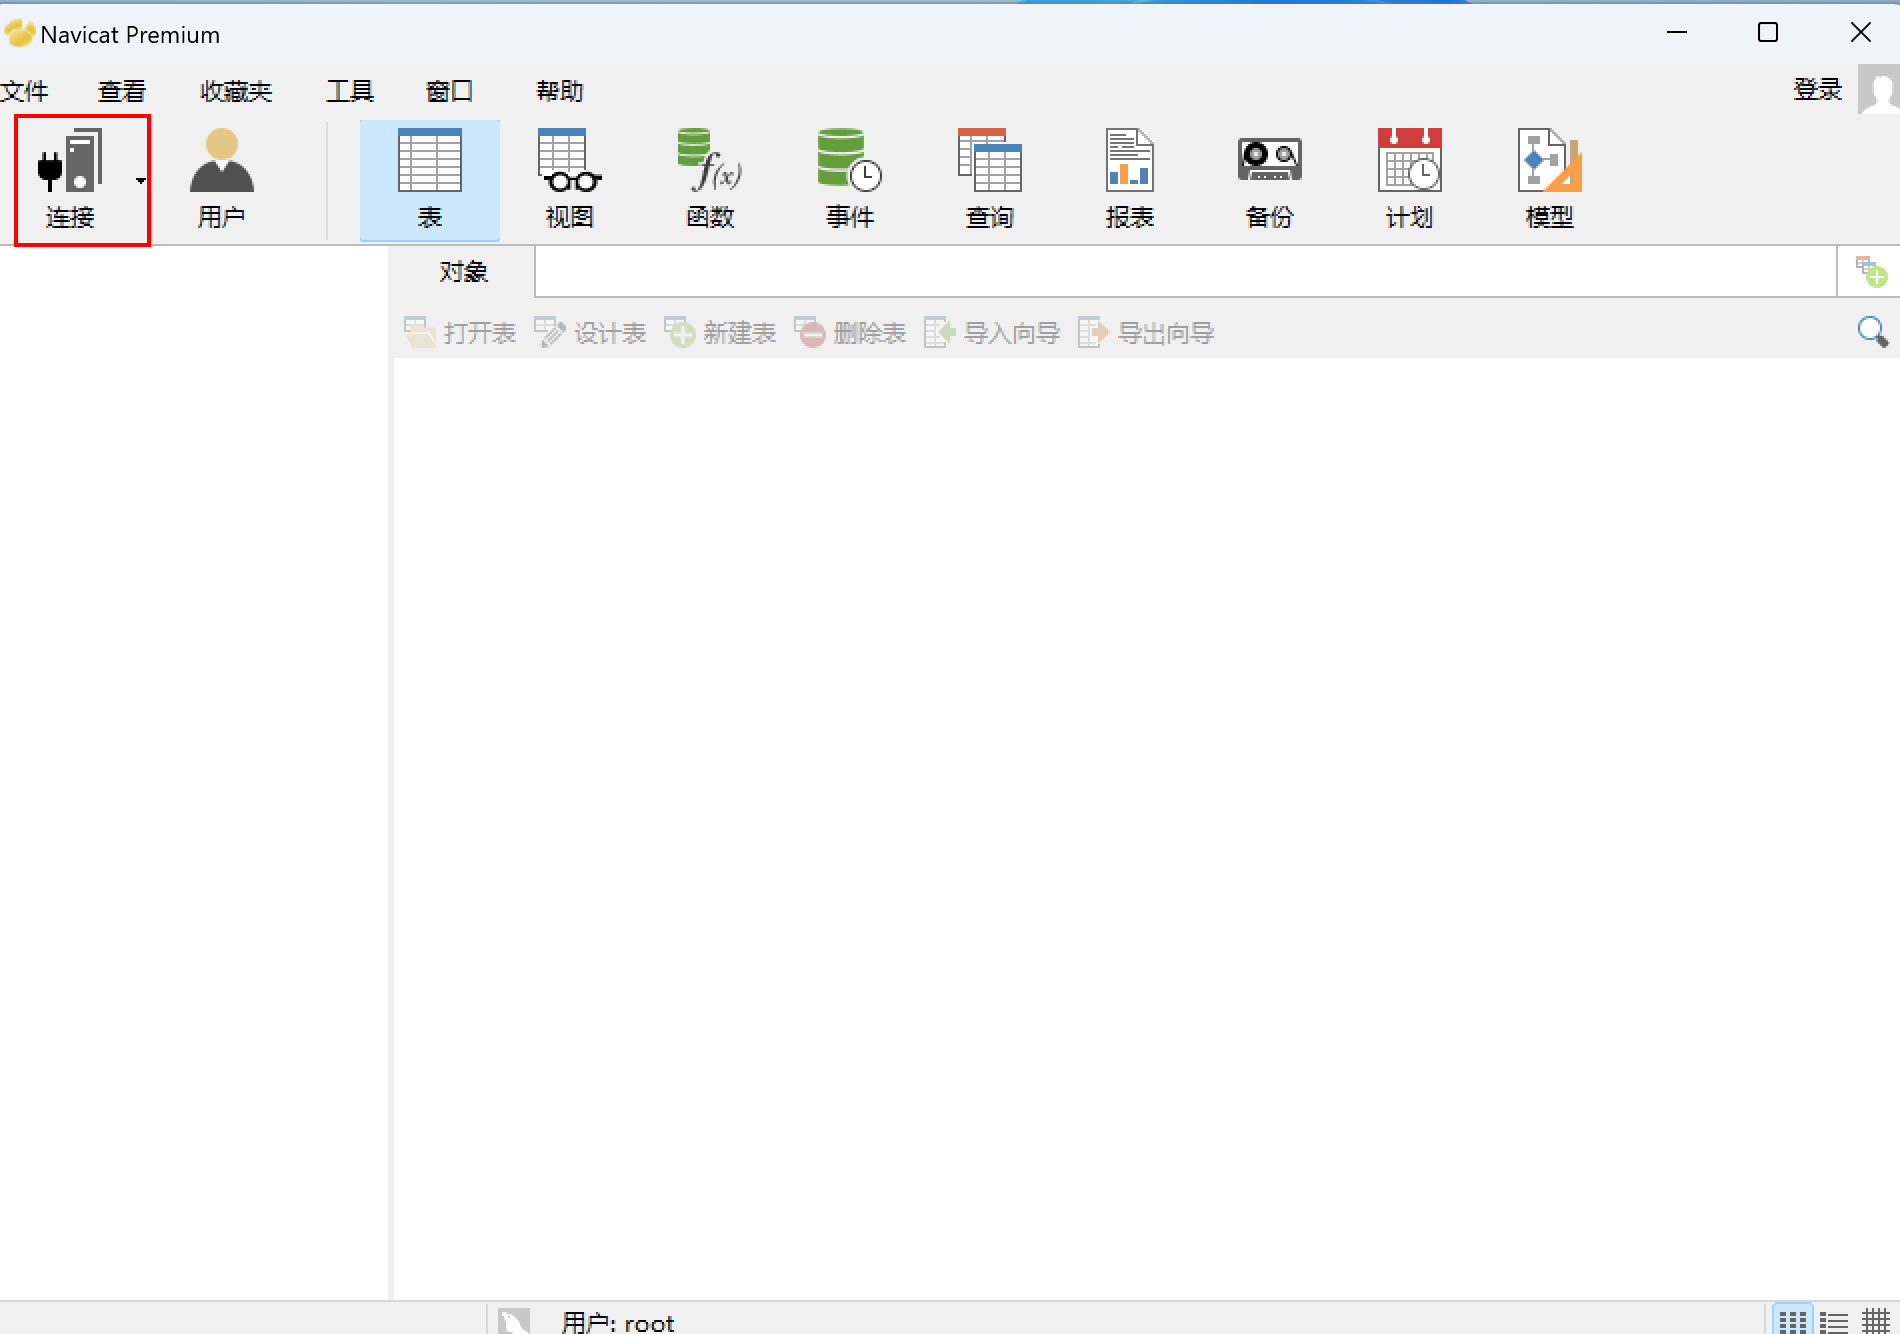 Navicat Premium
文件 查看 收藏夹 工具 窗口 帮助 登录
连接 用户 表 视图 f(x) 函数 事件 查询 报表 备份 计划 模型
对象
打开表 设计表 新建表 删除表 导入向导 导出向导
用户: root